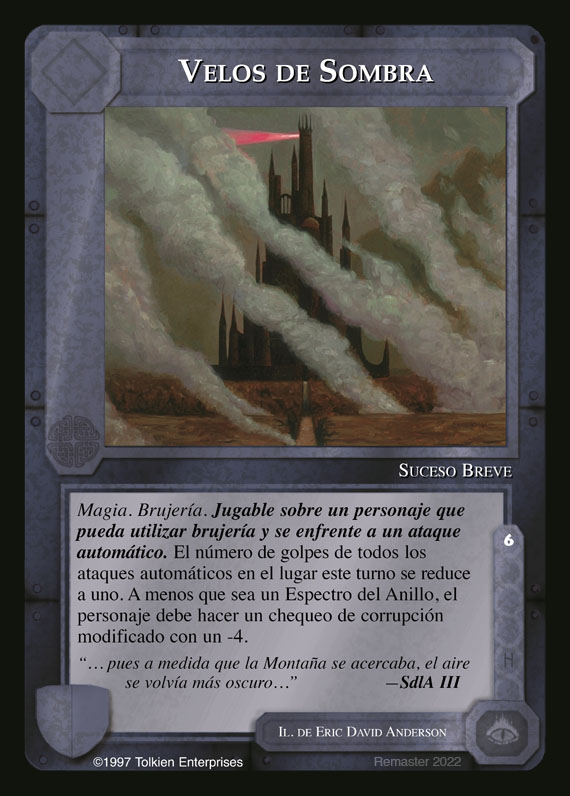 Velos de Sombra
Suceso Breve
Magia. Brujería. Jugable sobre un personaje que
pueda utilizar brujería y se enfrente a un ataque
automático. El número de golpes de todos los
ataques automáticos en el lugar este turno se reduce
a uno. A menos que sea un Espectro del Anillo, el
personaje debe hacer un chequeo de corrupción
modificado con un -4.
6
“… pues a medida que la Montaña se acercaba, el aire
se volvía más oscuro…” —SdlA III
H
Il. de Eric David Anderson
©1997 Tolkien Enterprises
Remaster 2022